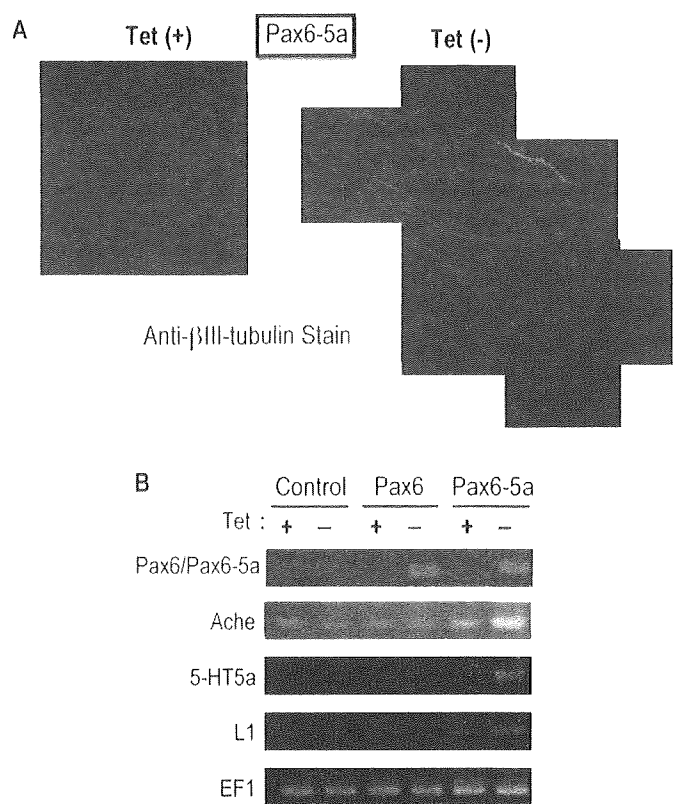 A
Tet (+) Pax6-5a Tet (-)
Anti-βIII-tubulin Stain
B
Control Pax6 Pax6-5a
Tet : + − + − + −
Pax6/Pax6-5a
Ache
5-HT5a
L1
EF1